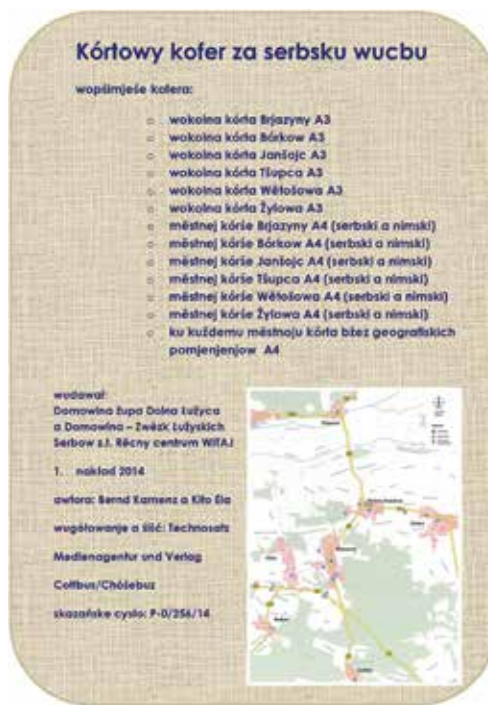 Kórtowy kofer za serbsku wucbu
wopśimjeśe kofera:
o wokolna kórta Brjazyny A3
o wokolna kórta Bórkow A3
o wokolna kórta Janšojc A3
o wokolna kórta Tšupca A3
o wokolna kórta Wětošowa A3
o wokolna kórta Žylowa A3
o městnej kórśe Brjazyny A4 (serbski a nimski)
o městnej kórśe Bórkow A4 (serbski a nimski)
o městnej kórśe Janšojc A4 (serbski a nimski)
o městnej kórśe Tšupca A4 (serbski a nimski)
o městnej kórśe Wětošowa A4 (serbski a nimski)
o městnej kórśe Žylowa A4 (serbski a nimski)
o ku kuždemu městnoju kórta bźez geografiskich
pomjenjenjow A4
wudawaŕ:
Domowina Župa Dolna Łužyca
a Domowina – Zwězk Łužyskich
Serbow z.t. Rěcny centrum WITAJ
1. nakład 2014
awtora: Bernd Kamenz a Kito Ela
wugótowanje a śišć: Technosatz
Medienagentur und Verlag
Cottbus/Chóśebuz
skazańske cysło: P-0/256/14